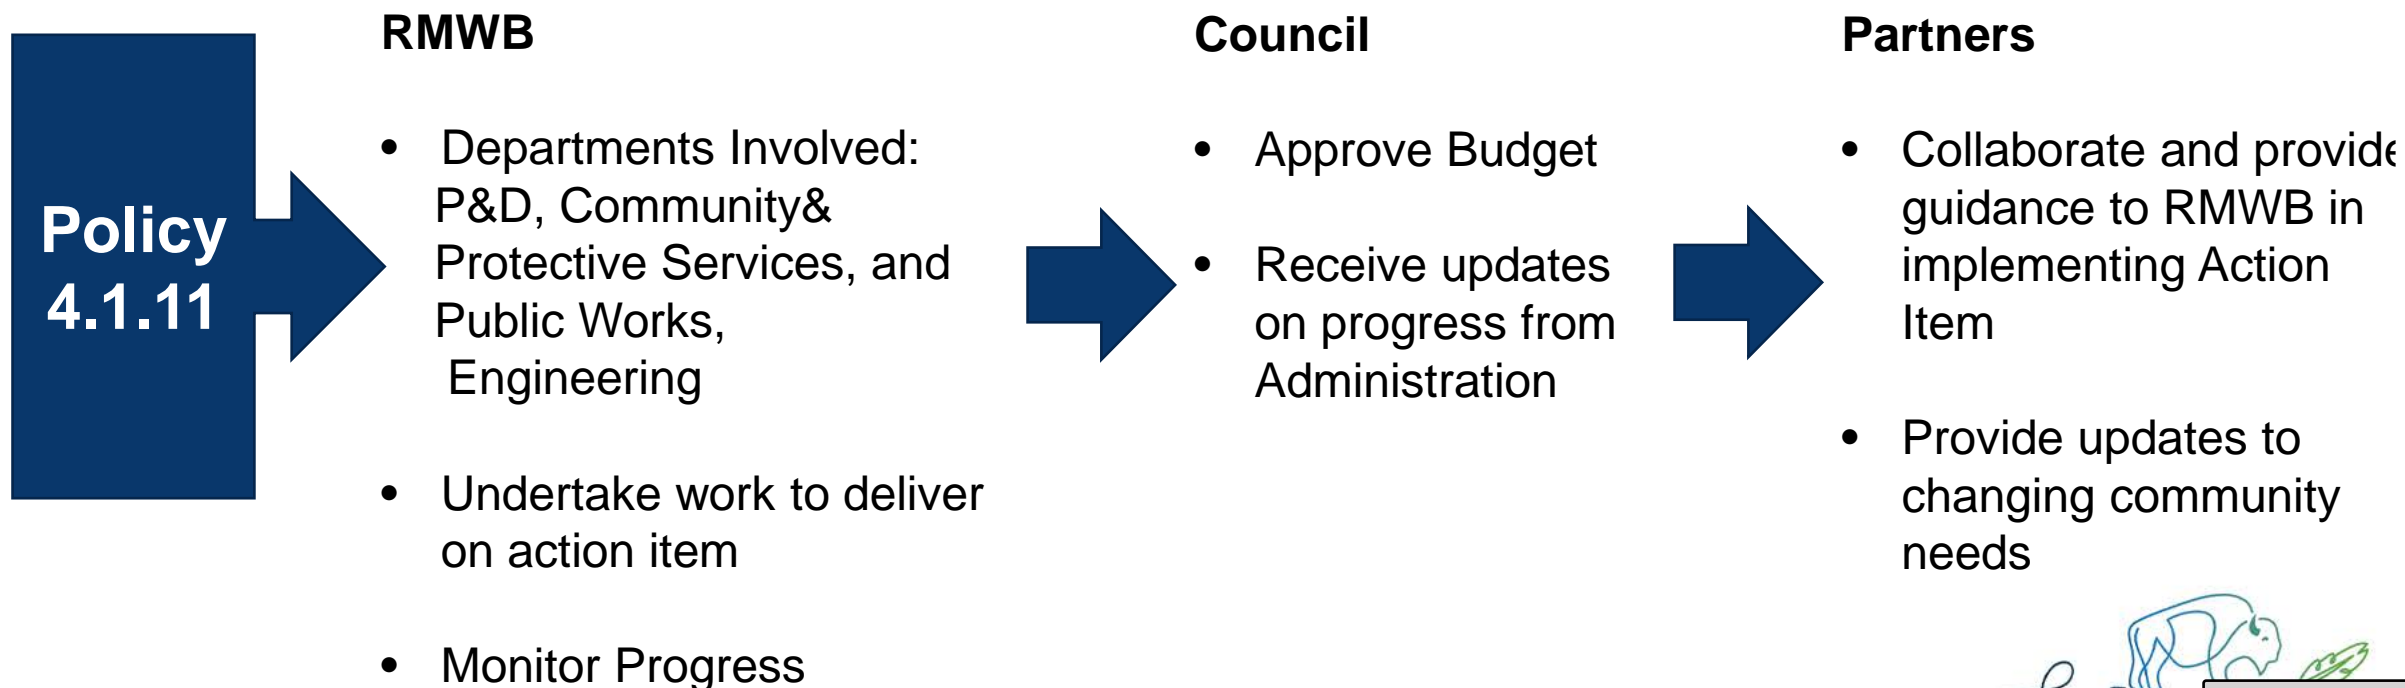 Policy
4.1.11
RMWB
• Departments Involved:
P&D, Community&
Protective Services, and
Public Works,
Engineering
• Undertake work to deliver
on action item
• Monitor Progress
Council
• Approve Budget
• Receive updates
on progress from
Administration
Partners
• Collaborate and provide
guidance to RMWB in
implementing Action
Item
• Provide updates to
changing community
needs